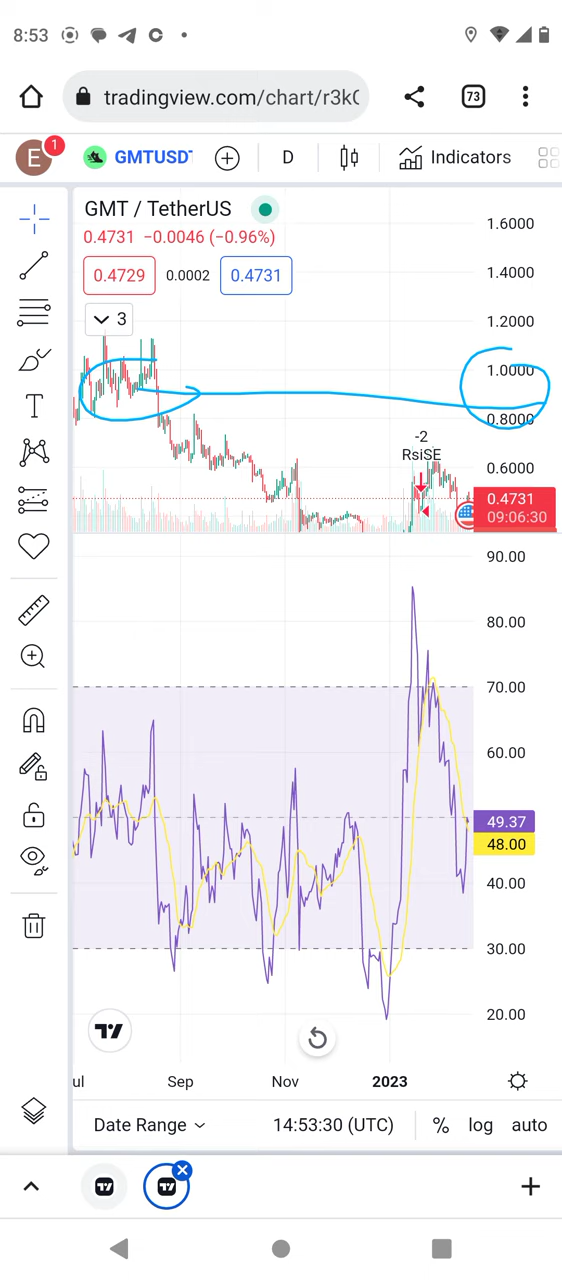 8:53
tradingview.com/chart/r3k
73
E
1
GMTUSD
D
Indicators
GMT / TetherUS
0.4731 −0.0046 (−0.96%)
0.4729
0.0002
0.4731
3
1.6000
1.4000
1.2000
1.0000
0.8000
0.6000
-2
RsiSE
0.4731
09:06:30
T
90.00
80.00
70.00
60.00
49.37
48.00
40.00
30.00
20.00
ul
Sep
Nov
2023
Date Range
14:53:30 (UTC)
%
log
auto